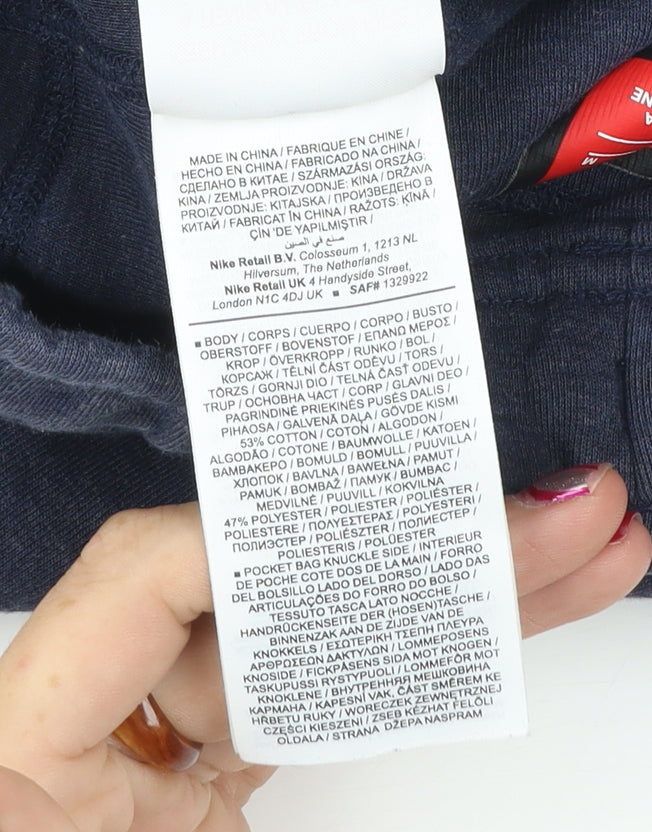 MADE IN CHINA / FABRIQUE EN CHINE /
HECHO EN CHINA / FABRICADO NA CHINA /
СДЕЛАНО В КИТАЕ / SZÁRMAZÁSI ORSZÁG:
KÍNA / ZEMLJA PROIZVODNJE: KINA / DRŽAVA
PROIZVODNJE: KITAJSKA / ПРОИЗВЕДЕНО В
КИТАЙ / FABRICAT ÎN CHINA / RAŽOTS: ĶĪNĀ /
ÇİN 'DE YAPILMIŞTIR /
صنع في الصين
Nike Retail B.V. Colosseum 1, 1213 NL
Hilversum, The Netherlands
Nike Retail UK 4 Handyside Street,
London N1C 4DJ UK ■ SAF# 1329922
■ BODY / CORPS / CUERPO / CORPO / BUSTO /
OBERSTOFF / BOVENSTOF / ΕΠΑΝΩ ΜΕΡΟΣ /
KROP / ÖVERKROPP / RUNKO / BOL /
КОРСАЖ / TĚLNÍ ČÁST ODĚVU / TORS /
TÖRZS / GORNJI DIO / TELNÁ ČASŤ ODEVU /
TRUP / ОСНОВНА ЧАСТ / CORP / GLAVNI DEO /
PAGRINDINĖ PRIEKINĖS PUSĖS DALIS /
PIHAOSA / GALVENĀ DAĻA / GÖVDE KISMI
53% COTTON / COTON / ALGODÓN /
ALGODÃO / COTONE / BAUMWOLLE / KATOEN /
ΒΑΜΒΑΚΕΡΟ / BOMULD / BOMULL / PUUVILLA /
ХЛОПОК / BAVLNA / BAWEŁNA / PAMUT /
PAMUK / BOMBAŽ / ПАМУК / BUMBAC /
MEDVILNĖ / PUUVILL / KOKVILNA
47% POLYESTER / POLYESTER / POLIÉSTER /
POLIESTERE / ΠΟΛΥΕΣΤΕΡΑΣ / POLYESTERI /
ПОЛИЭСТЕР / POLIÉSZTER / ПОЛИЕСТЕР /
POLIESTERIS / POLÜESTER
■ POCKET BAG KNUCKLE SIDE / INTERIEUR
DE POCHE COTE DOS DE LA MAIN / FORRO
DEL BOLSILLO LADO DEL DORSO / LADO DAS
ARTICULAÇÕES DO FORRO DO BOLSO /
TESSUTO TASCA LATO NOCCHE /
HANDRÜCKENSEITE DER (HOSEN)TASCHE /
BINNENZAK AAN DE ZIJDE VAN DE
KNOKKELS / ΕΣΩΤΕΡΙΚΗ ΤΣΕΠΗ ΠΛΕΥΡΑ
ΑΡΘΡΩΣΕΩΝ ΔΑΚΤΥΛΩΝ / LOMMEPOSENS
KNOSIDE / FICKPÅSENS SIDA MOT KNOGEN /
TASKUPUSSI RYSTYPUOLI / LOMMEFÔR MOT
KNOKLENE / ВНУТРЕННЯЯ МЕШКОВИНА
КАРМАНА / KAPESNÍ VAK, ČÁST SMĚREM KE
HŘBETU RUKY / WORECZEK ZEWNĘTRZNEJ
CZĘŚCI KIESZENI / ZSEB KÉZHÁT FELŐLI
OLDALA / STRANA DŽEPA NASPRAM
M